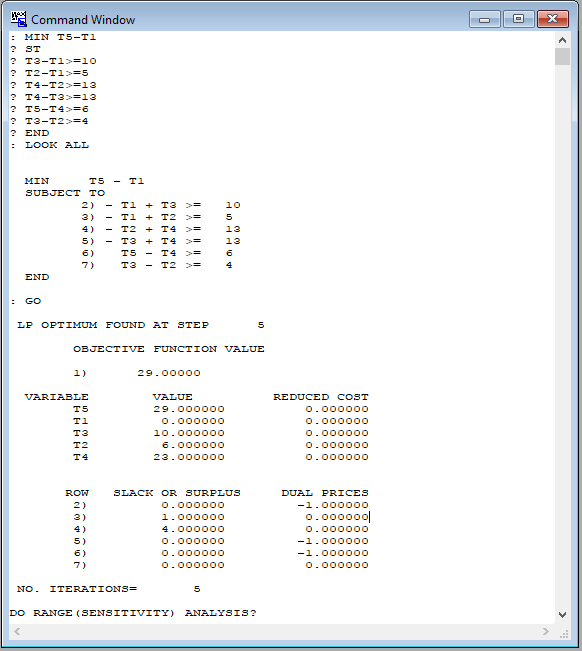 Command Window
: MIN T5-T1
? ST
? T3-T1>=10
? T2-T1>=5
? T4-T2>=13
? T4-T3>=13
? T5-T4>=6
? T3-T2>=4
? END
: LOOK ALL
MIN T5 - T1
SUBJECT TO
2) - T1 + T3 >= 10
3) - T1 + T2 >= 5
4) - T2 + T4 >= 13
5) - T3 + T4 >= 13
6) T5 - T4 >= 6
7) T3 - T2 >= 4
END
: GO
LP OPTIMUM FOUND AT STEP 5
OBJECTIVE FUNCTION VALUE
1) 29.00000
VARIABLE VALUE REDUCED COST
T5 29.000000 0.000000
T1 0.000000 0.000000
T3 10.000000 0.000000
T2 6.000000 0.000000
T4 23.000000 0.000000
ROW SLACK OR SURPLUS DUAL PRICES
2) 0.000000 -1.000000
3) 1.000000 0.000000
4) 4.000000 0.000000
5) 0.000000 -1.000000
6) 0.000000 -1.000000
7) 0.000000 0.000000
NO. ITERATIONS= 5
DO RANGE(SENSITIVITY) ANALYSIS?